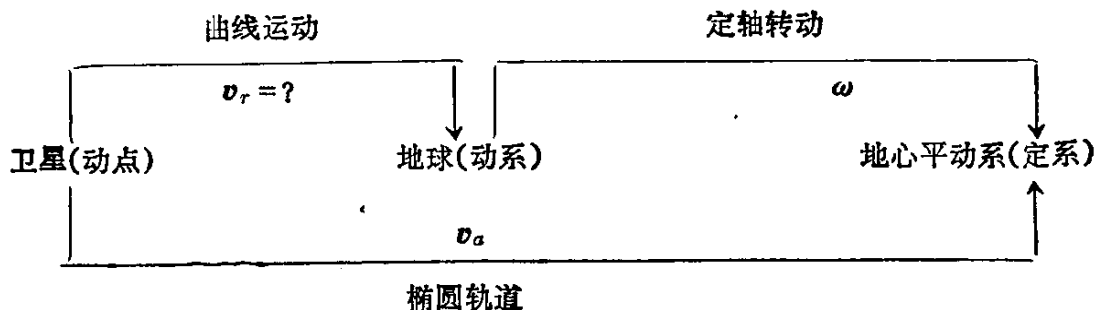 曲线运动 定轴转动
v_r=? ω
卫星(动点) 地球(动系) 地心平动系(定系)
v_a
椭圆轨道